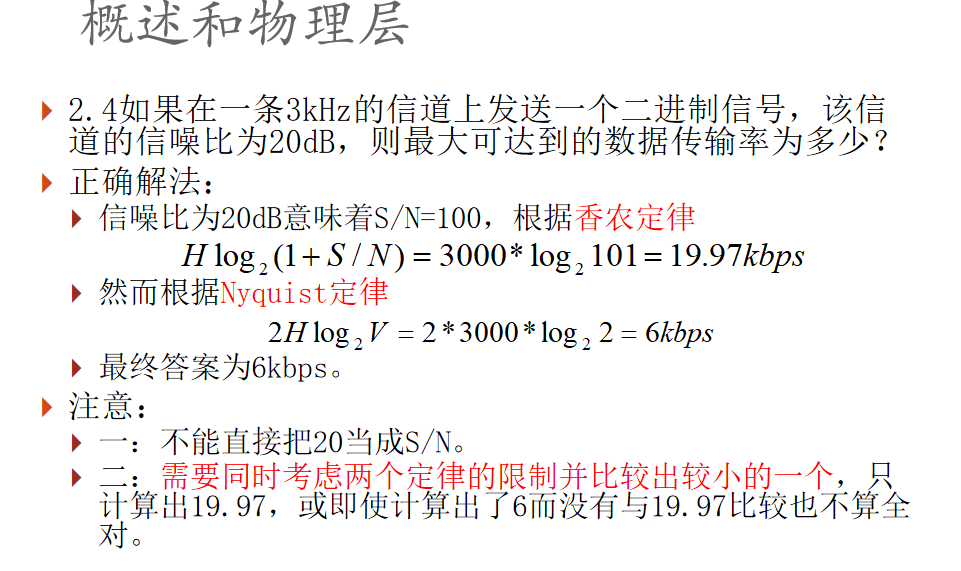 概述和物理层
2.4如果在一条3kHz的信道上发送一个二进制信号，该信
道的信噪比为20dB，则最大可达到的数据传输率为多少？
正确解法：
信噪比为20dB意味着S/N=100，根据香农定律
H log₂(1+S/N)=3000*log₂101=19.97kbps
然而根据Nyquist定律
2H log₂V=2*3000*log₂2=6kbps
最终答案为6kbps。
注意：
一：不能直接把20当成S/N。
二：需要同时考虑两个定律的限制并比较出较小的一个，只
计算出19.97，或即使计算出了6而没有与19.97比较也不算全
对。